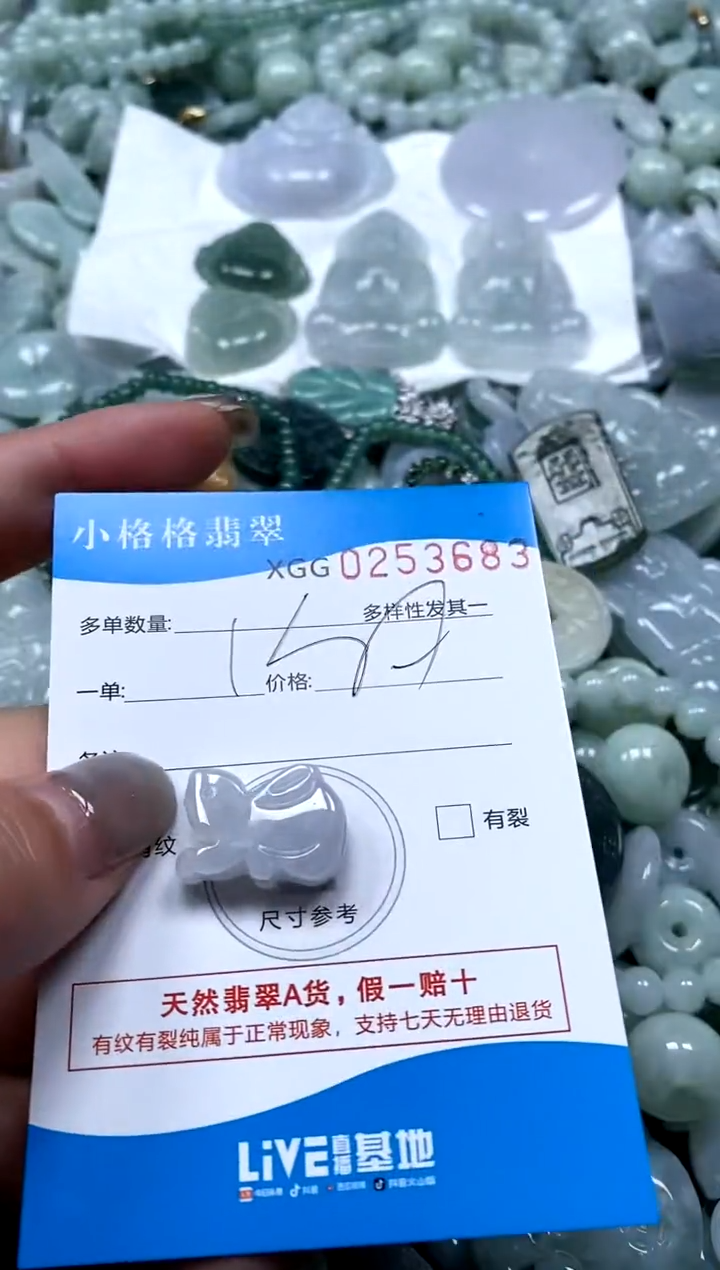 小格格翡翠
XGG 0253683
多单数量:
多样性发其一
一单:
价格:
纹
有裂
尺寸参考
天然翡翠A货，假一赔十
有纹有裂纯属于正常现象，支持七天无理由退货
LiVE直播基地